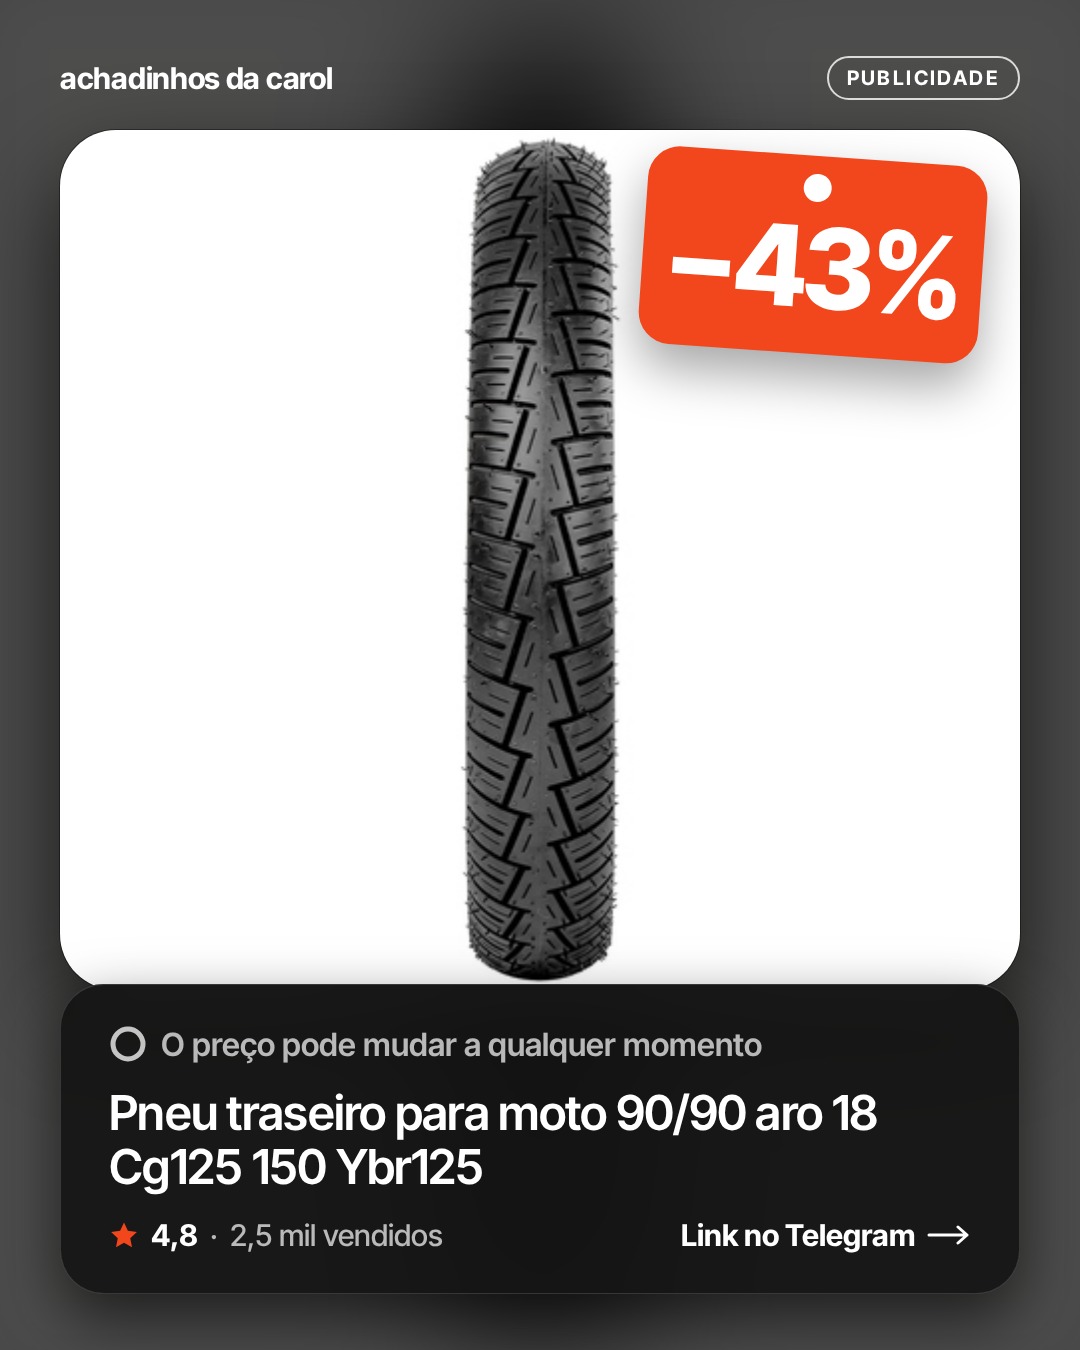 achadinhos da carol
PUBLICIDADE
−43%
O preço pode mudar a qualquer momento
Pneu traseiro para moto 90/90 aro 18
Cg125 150 Ybr125
4,8 · 2,5 mil vendidos
Link no Telegram →